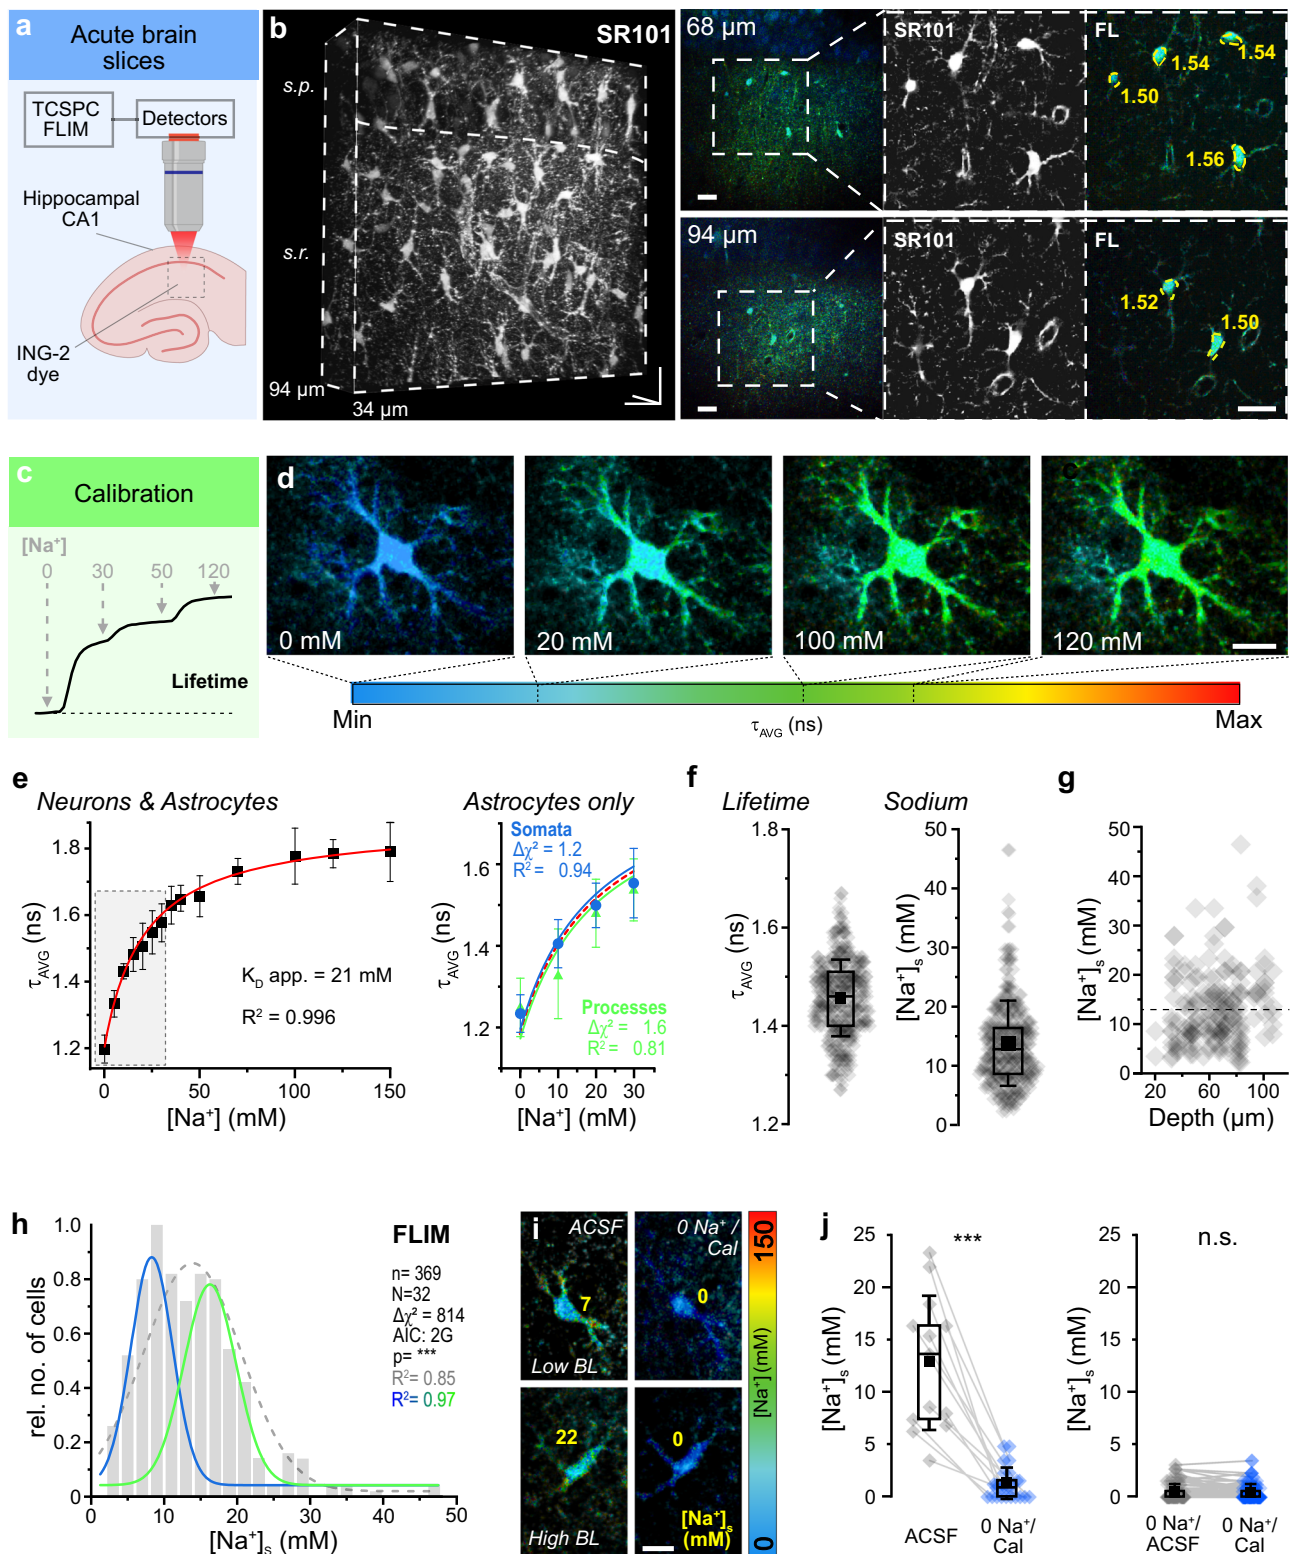 a
Acute brain
slices
TCSPC
FLIM
Detectors
Hippocampal
CA1
ING-2
dye
b
SR101
s.p.
s.r.
94 µm
34 µm
68 µm
SR101
FL
1.54
1.54
1.50
1.56
94 µm
SR101
FL
1.52
1.50
c
Calibration
[Na⁺]
0 30 50 120
Lifetime
d
0 mM
20 mM
100 mM
120 mM
Min
Max
τAVG (ns)
e
Neurons & Astrocytes
τAVG (ns)
1.8
1.6
1.4
1.2
KD app. = 21 mM
R² = 0.996
0 50 100 150
[Na⁺] (mM)
Astrocytes only
τAVG (ns)
1.6
1.4
1.2
Somata
Δχ² = 1.2
R² = 0.94
Processes
Δχ² = 1.6
R² = 0.81
0 10 20 30
[Na⁺] (mM)
f
Lifetime
τAVG (ns)
1.8
1.6
1.4
1.2
Sodium
[Na⁺]s (mM)
50
40
30
20
10
0
g
[Na⁺]s (mM)
50
40
30
20
10
0
20 60 100
Depth (µm)
h
FLIM
n= 369
N=32
Δχ² = 814
AIC: 2G
p= ***
R²= 0.85
R²= 0.97
rel. no. of cells
1.0
0.8
0.6
0.4
0.2
0
0 10 20 30 40 50
[Na⁺]s (mM)
i
ACSF
7
Low BL
0 Na⁺/
Cal
0
22
High BL
0
[Na⁺]s
(mM)
150
[Na⁺] (mM)
0
j
[Na⁺]s (mM)
25
20
15
10
5
0
***
ACSF
0 Na⁺/
Cal
[Na⁺]s (mM)
25
20
15
10
5
0
n.s.
0 Na⁺/
ACSF
0 Na⁺/
Cal